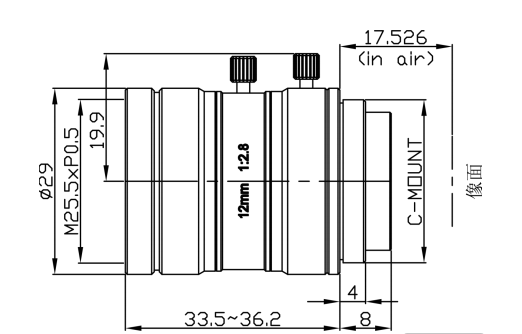 17.526
(in air)
19.9
ø29
M25.5xP0.5
12mm 1:2.8
C-MOUNT
像面
4
33.5~36.2
8